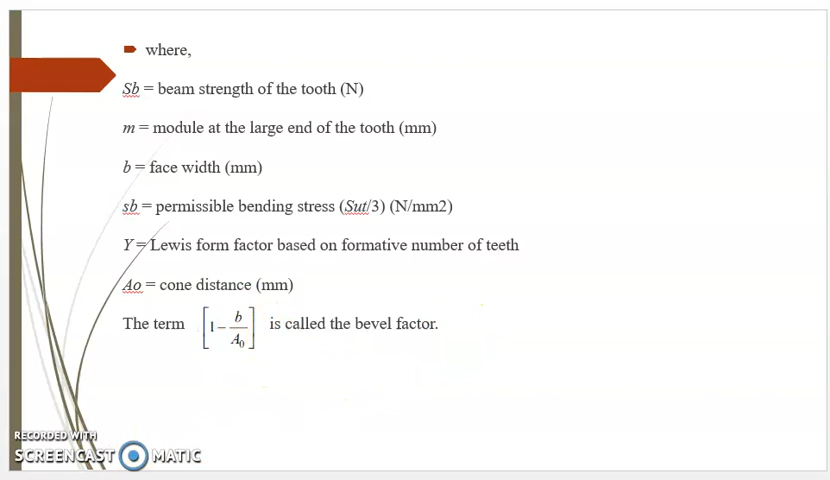 where,
Sb = beam strength of the tooth (N)
m = module at the large end of the tooth (mm)
b = face width (mm)
sb = permissible bending stress (Sut/3) (N/mm2)
Y = Lewis form factor based on formative number of teeth
Ao = cone distance (mm)
The term [1 − b/A₀] is called the bevel factor.
RECORDED WITH
SCREENCAST MATIC